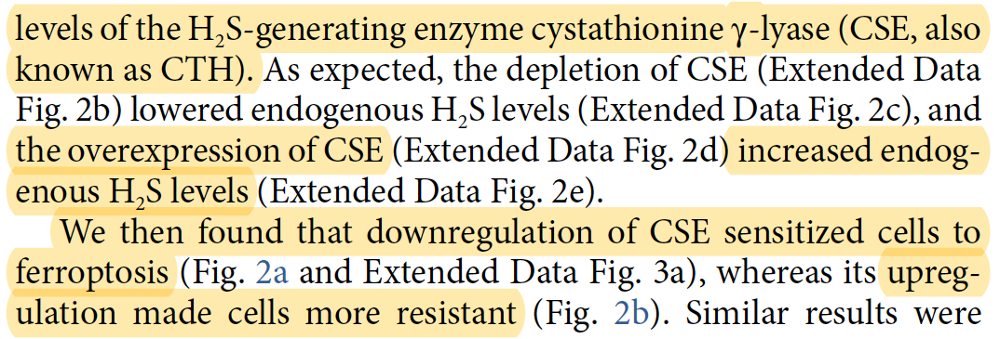 levels of the H₂S-generating enzyme cystathionine γ-lyase (CSE, also
known as CTH). As expected, the depletion of CSE (Extended Data
Fig. 2b) lowered endogenous H₂S levels (Extended Data Fig. 2c), and
the overexpression of CSE (Extended Data Fig. 2d) increased endog-
enous H₂S levels (Extended Data Fig. 2e).
We then found that downregulation of CSE sensitized cells to
ferroptosis (Fig. 2a and Extended Data Fig. 3a), whereas its upreg-
ulation made cells more resistant (Fig. 2b). Similar results were